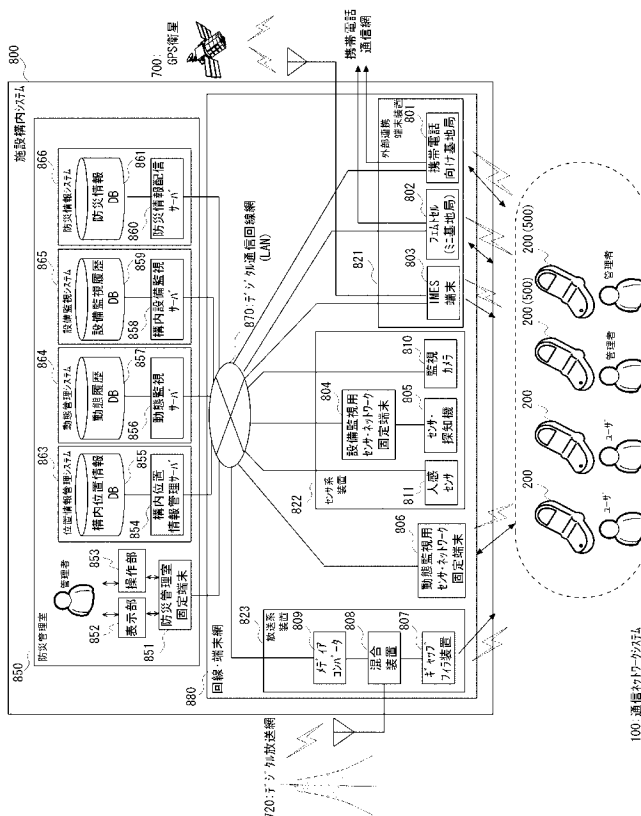 100:通信ネットワークシステム
800
施設構内システム
700:
GPS衛星
720:デジタル放送網
携帯電話
通信網
850
防災管理室
管理者
852
表示部
853
操作部
851
防災管理室
固定端末
863
位置情報管理システム
構内位置情報
DB
855
854
構内位置
情報管理サーバ
864
動態管理システム
動態履歴
DB
857
856
動態監視
サーバ
865
設備監視システム
設備監視履歴
DB
859
858
構内設備監視
サーバ
866
防災情報システム
防災情報
DB
861
860
防災情報配信
サーバ
870:デジタル通信回線網
(LAN)
880
回線・端末網
823
放送系
装置
809
メディア
コンバータ
808
混合
装置
807
ギャップ
フィラ装置
806
動態監視用
センサ・ネットワーク
固定端末
822
センサ系
装置
811
人感
センサ
804
設備監視用
センサ・ネットワーク
固定端末
805
センサ・
探知機
810
監視
カメラ
821
外部連携
端末装置
803
IMES
端末
802
フェムトセル
(ミニ基地局)
801
携帯電話
向け基地局
200
ユーザ
200
ユーザ
200(500)
管理者
200(500)
管理者